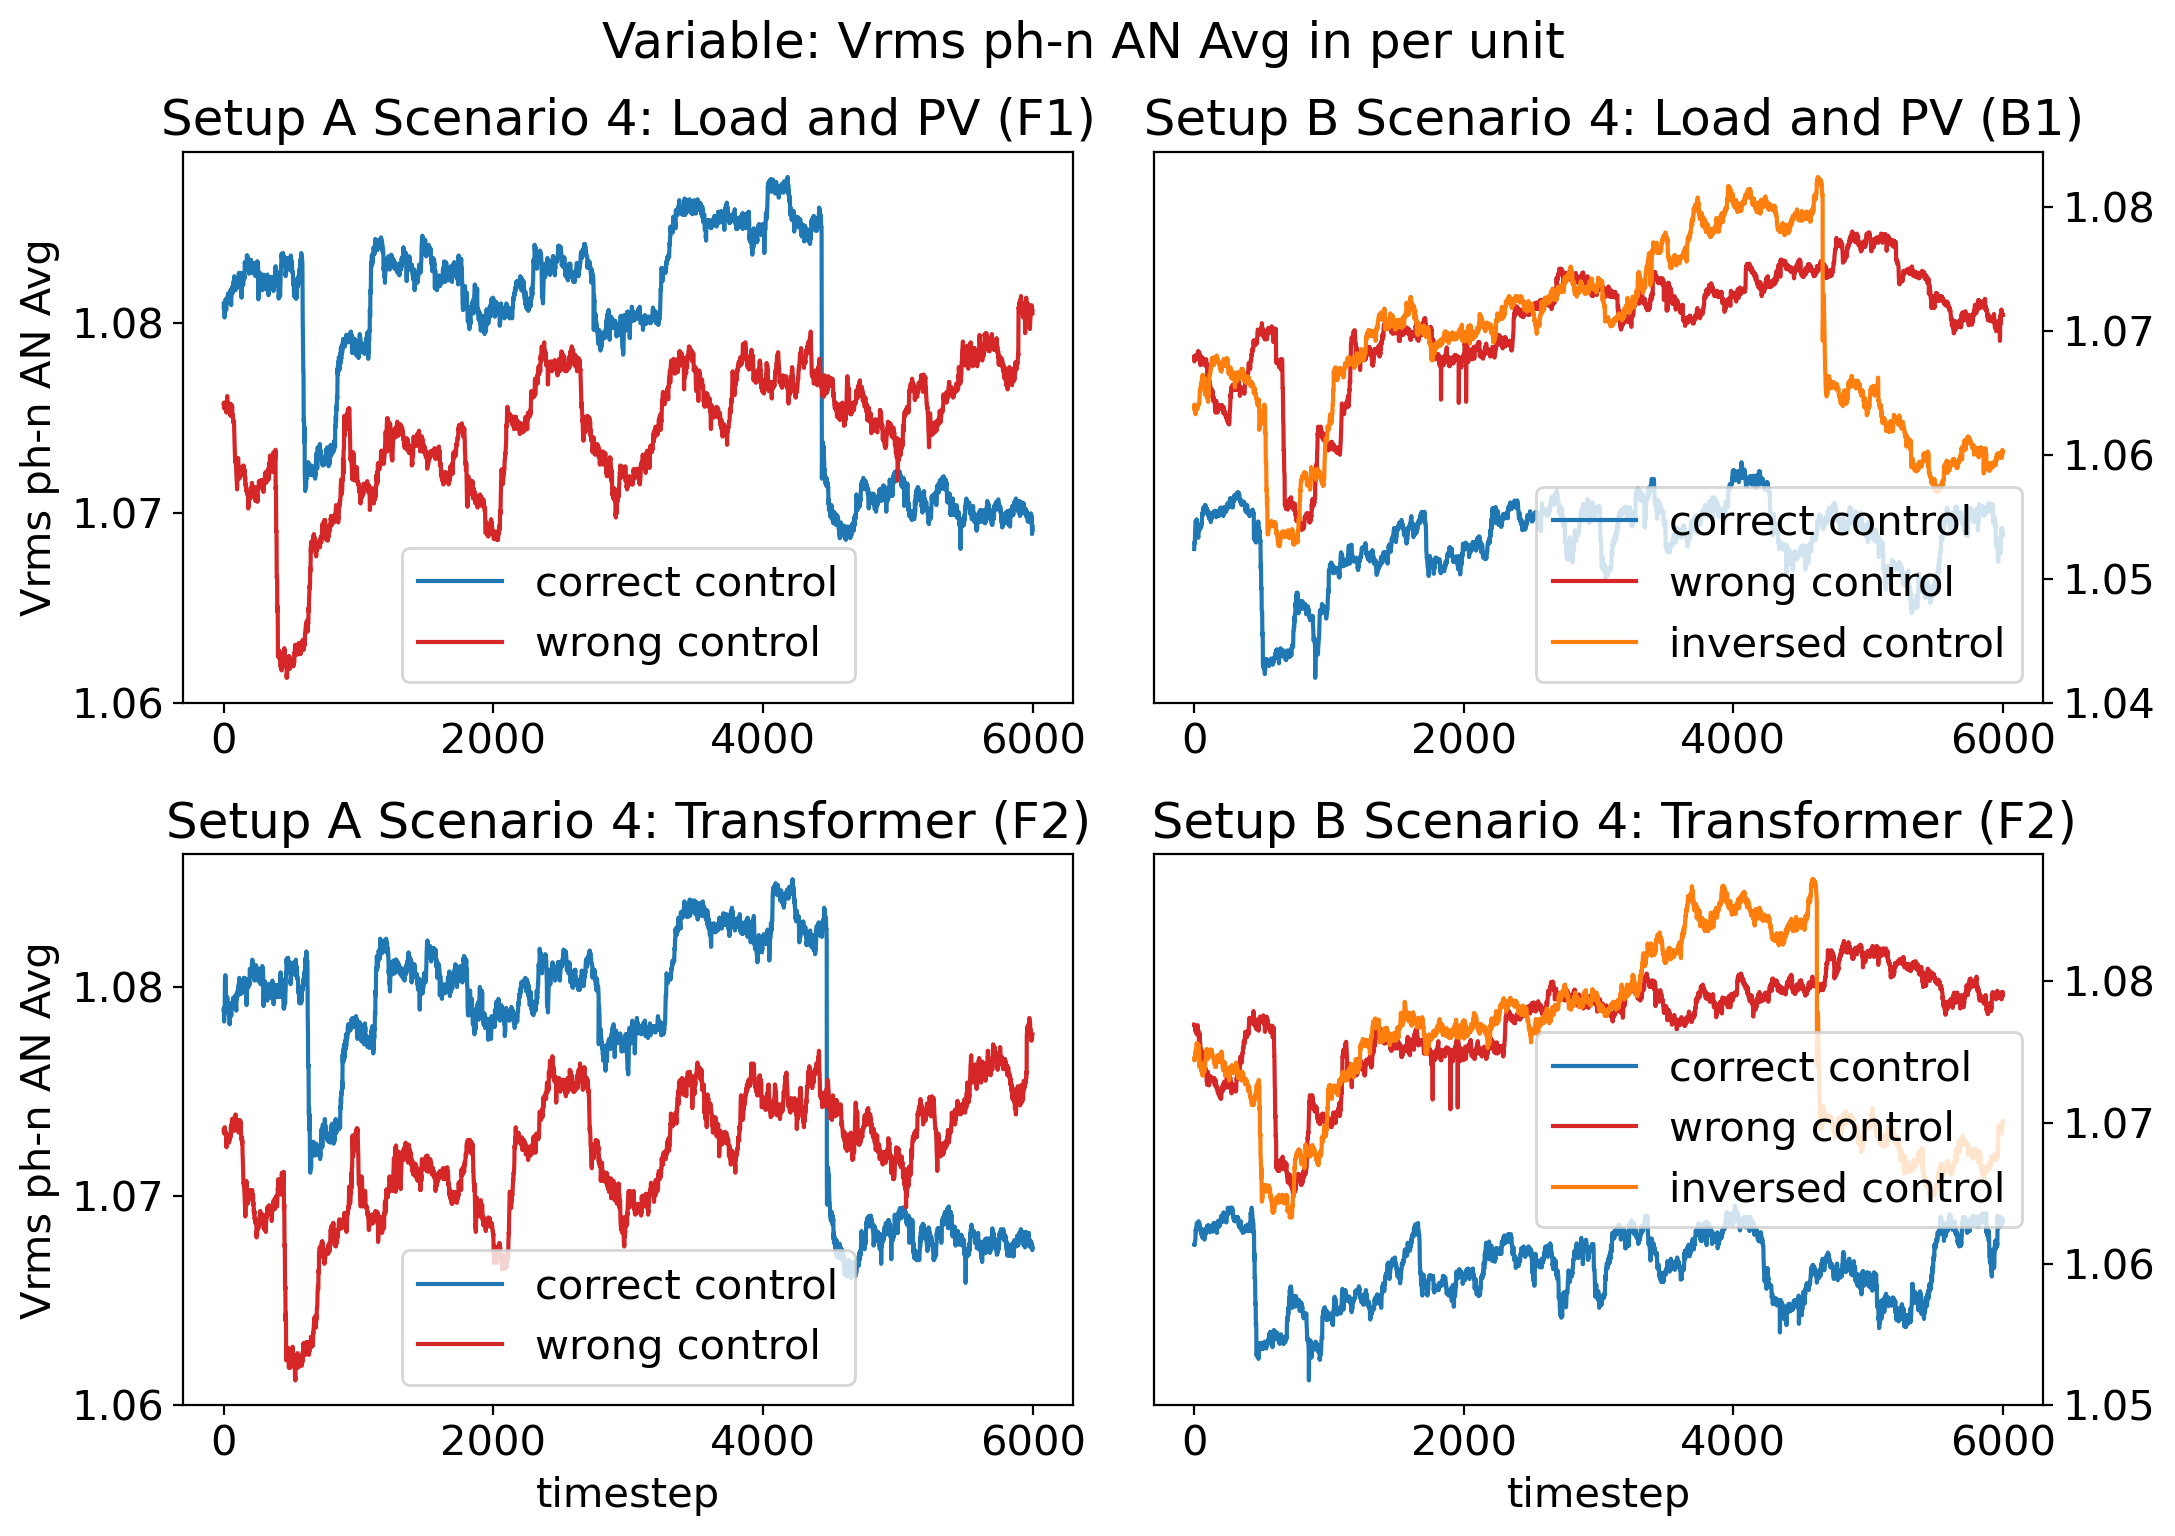 Variable: Vrms ph-n AN Avg in per unit
Setup A Scenario 4: Load and PV (F1)
Vrms ph-n AN Avg
1.08
1.07
1.06
0 2000 4000 6000
correct control
wrong control
Setup B Scenario 4: Load and PV (B1)
1.08
1.07
1.06
1.05
1.04
0 2000 4000 6000
correct control
wrong control
inversed control
Setup A Scenario 4: Transformer (F2)
Vrms ph-n AN Avg
1.08
1.07
1.06
0 2000 4000 6000
timestep
correct control
wrong control
Setup B Scenario 4: Transformer (F2)
1.08
1.07
1.06
1.05
0 2000 4000 6000
timestep
correct control
wrong control
inversed control